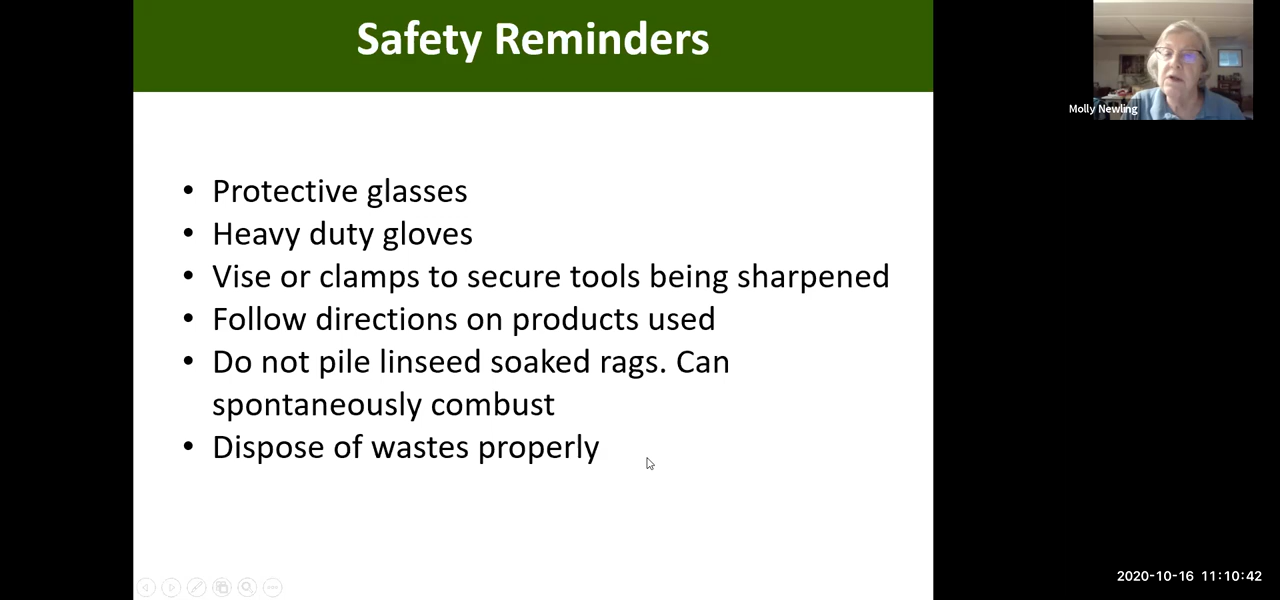 Safety Reminders
Molly Newling
• Protective glasses
• Heavy duty gloves
• Vise or clamps to secure tools being sharpened
• Follow directions on products used
• Do not pile linseed soaked rags. Can
spontaneously combust
• Dispose of wastes properly
2020-10-16 11:10:42